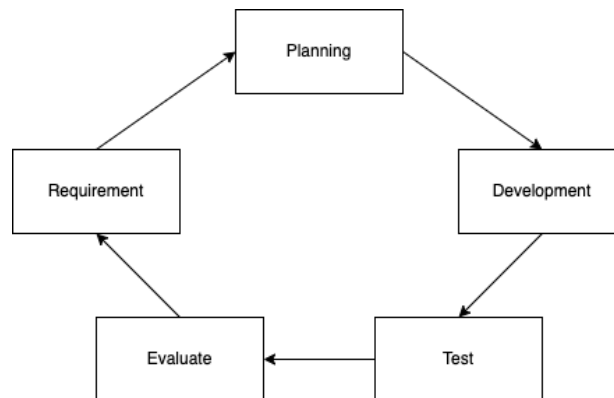 Planning
Requirement
Development
Evaluate
Test